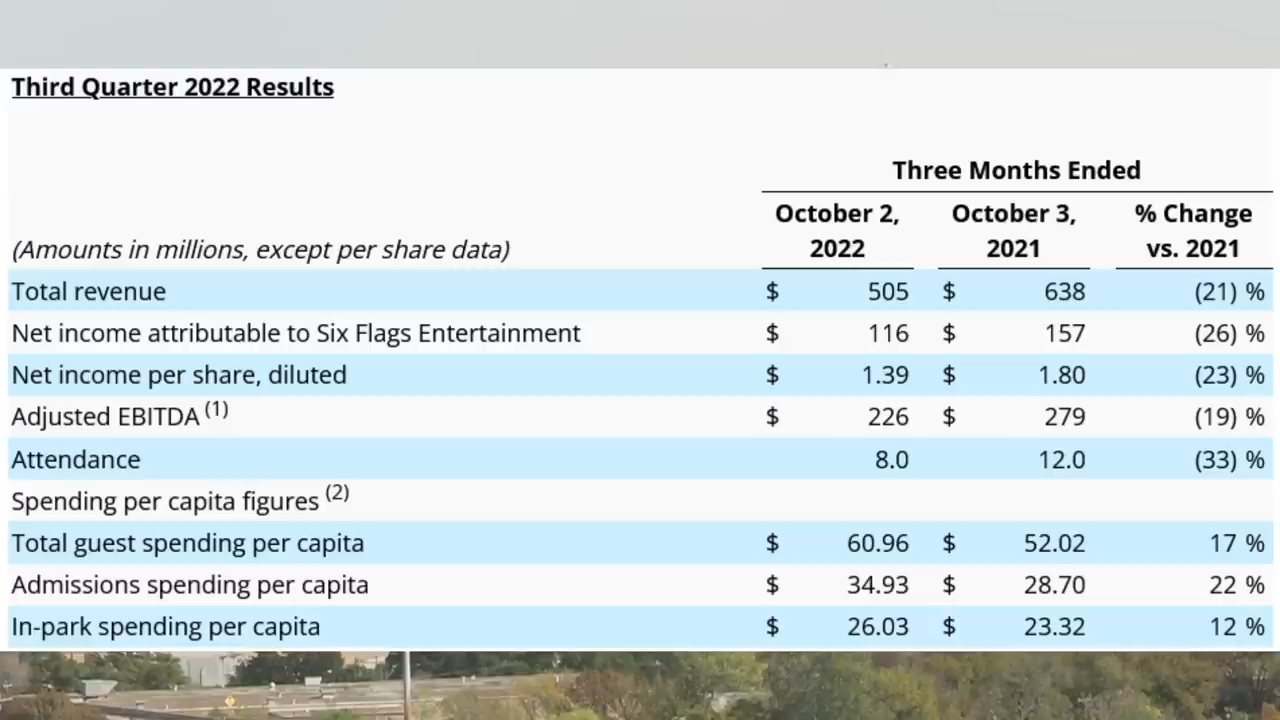 Third Quarter 2022 Results
Three Months Ended
October 2, October 3, % Change
(Amounts in millions, except per share data) 2022 2021 vs. 2021
Total revenue $ 505 $ 638 (21) %
Net income attributable to Six Flags Entertainment $ 116 $ 157 (26) %
Net income per share, diluted $ 1.39 $ 1.80 (23) %
Adjusted EBITDA (1) $ 226 $ 279 (19) %
Attendance 8.0 12.0 (33) %
Spending per capita figures (2)
Total guest spending per capita $ 60.96 $ 52.02 17 %
Admissions spending per capita $ 34.93 $ 28.70 22 %
In-park spending per capita $ 26.03 $ 23.32 12 %